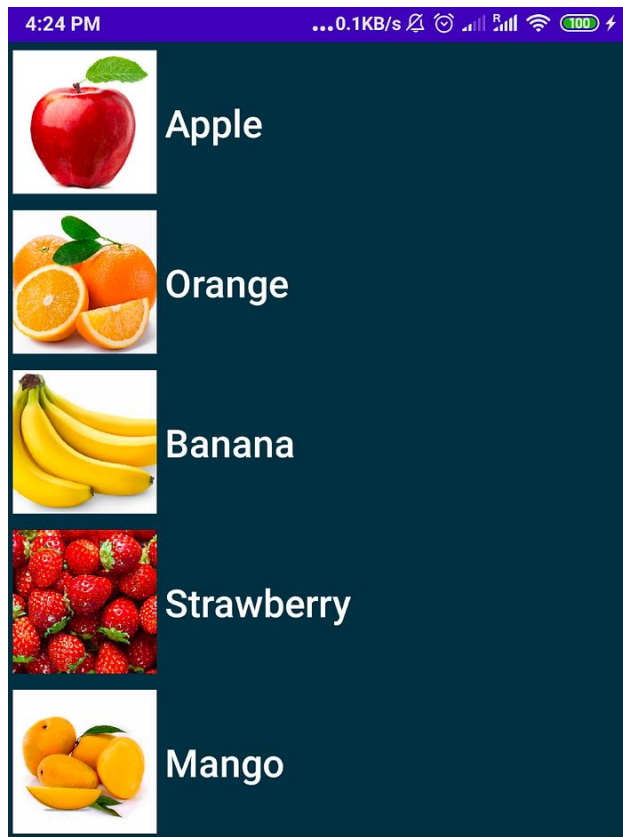 4:24 PM ...0.1KB/s R 100
Apple
Orange
Banana
Strawberry
Mango